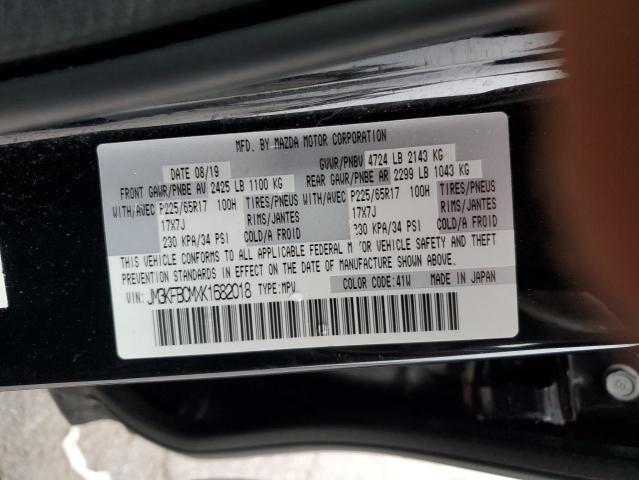 MFD. BY MAZDA MOTOR CORPORATION
DATE 08/19 GVWR/PNBV 4724 LB 2143 KG
FRONT GAWR/PNBE AV 2425 LB 1100 KG REAR GAWR/PNBE AR 2299 LB 1043 KG
WITH/AVEC P225/65R17 100H TIRES/PNEUS WITH/AVEC P225/65R17 100H TIRES/PNEUS
17X7J RIMS/JANTES 17X7J RIMS/JANTES
230 KPA/34 PSI COLD/A FROID 230 KPA/34 PSI COLD/A FROID
THIS VEHICLE CONFORMS TO ALL APPLICABLE FEDERAL MOTOR VEHICLE SAFETY AND THEFT
PREVENTION STANDARDS IN EFFECT ON THE DATE OF MANUFACTURE SHOWN ABOVE.
VIN: TYPE:MPV COLOR CODE:41W MADE IN JAPAN